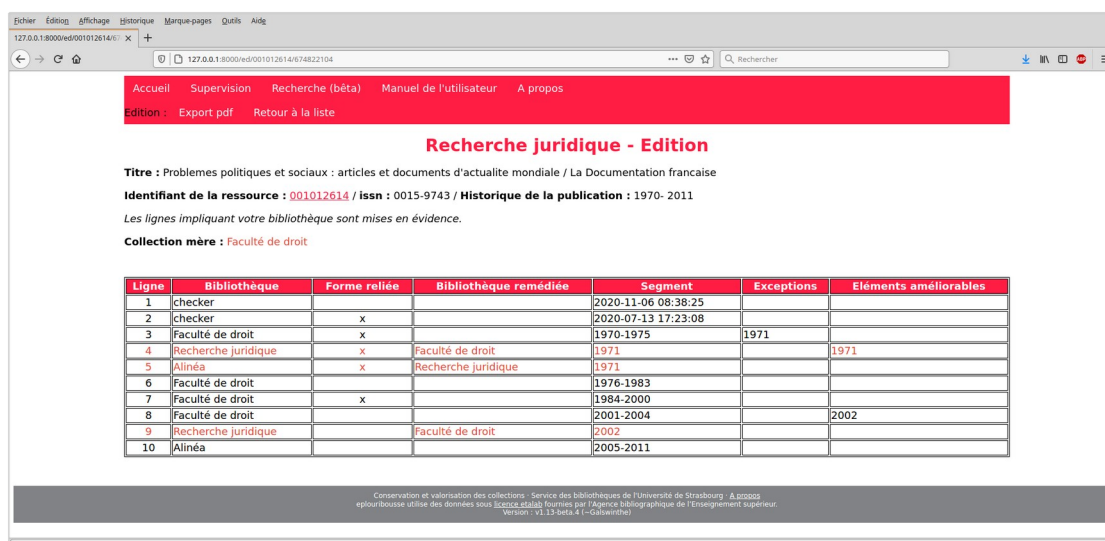 Fichier Édition Affichage Historique Marque-pages Outils Aide
127.0.0.1:8000/ed/001012614/67 × +
127.0.0.1:8000/ed/001012614/674822104 Rechercher
Accueil Supervision Recherche (bêta) Manuel de l'utilisateur A propos
Edition : Export pdf Retour à la liste
Recherche juridique - Edition
Titre : Problemes politiques et sociaux : articles et documents d'actualite mondiale / La Documentation francaise
Identifiant de la ressource : 001012614 / issn : 0015-9743 / Historique de la publication : 1970- 2011
Les lignes impliquant votre bibliothèque sont mises en évidence.
Collection mère : Faculté de droit
Ligne Bibliothèque Forme reliée Bibliothèque remédiée Segment Exceptions Eléments améliorables
1 checker 2020-11-06 08:38:25
2 checker x 2020-07-13 17:23:08
3 Faculté de droit x 1970-1975 1971
4 Recherche juridique x Faculté de droit 1971 1971
5 Alinéa x Recherche juridique 1971
6 Faculté de droit 1976-1983
7 Faculté de droit x 1984-2000
8 Faculté de droit 2001-2004 2002
9 Recherche juridique Faculté de droit 2002
10 Alinéa 2005-2011
Conservation et valorisation des collections · Service des bibliothèques de l'Université de Strasbourg · A propos
eplouribousse utilise des données sous licence etalab fournies par l'Agence bibliographique de l'Enseignement supérieur.
Version : v1.13-beta.4 (~Galswinthe)